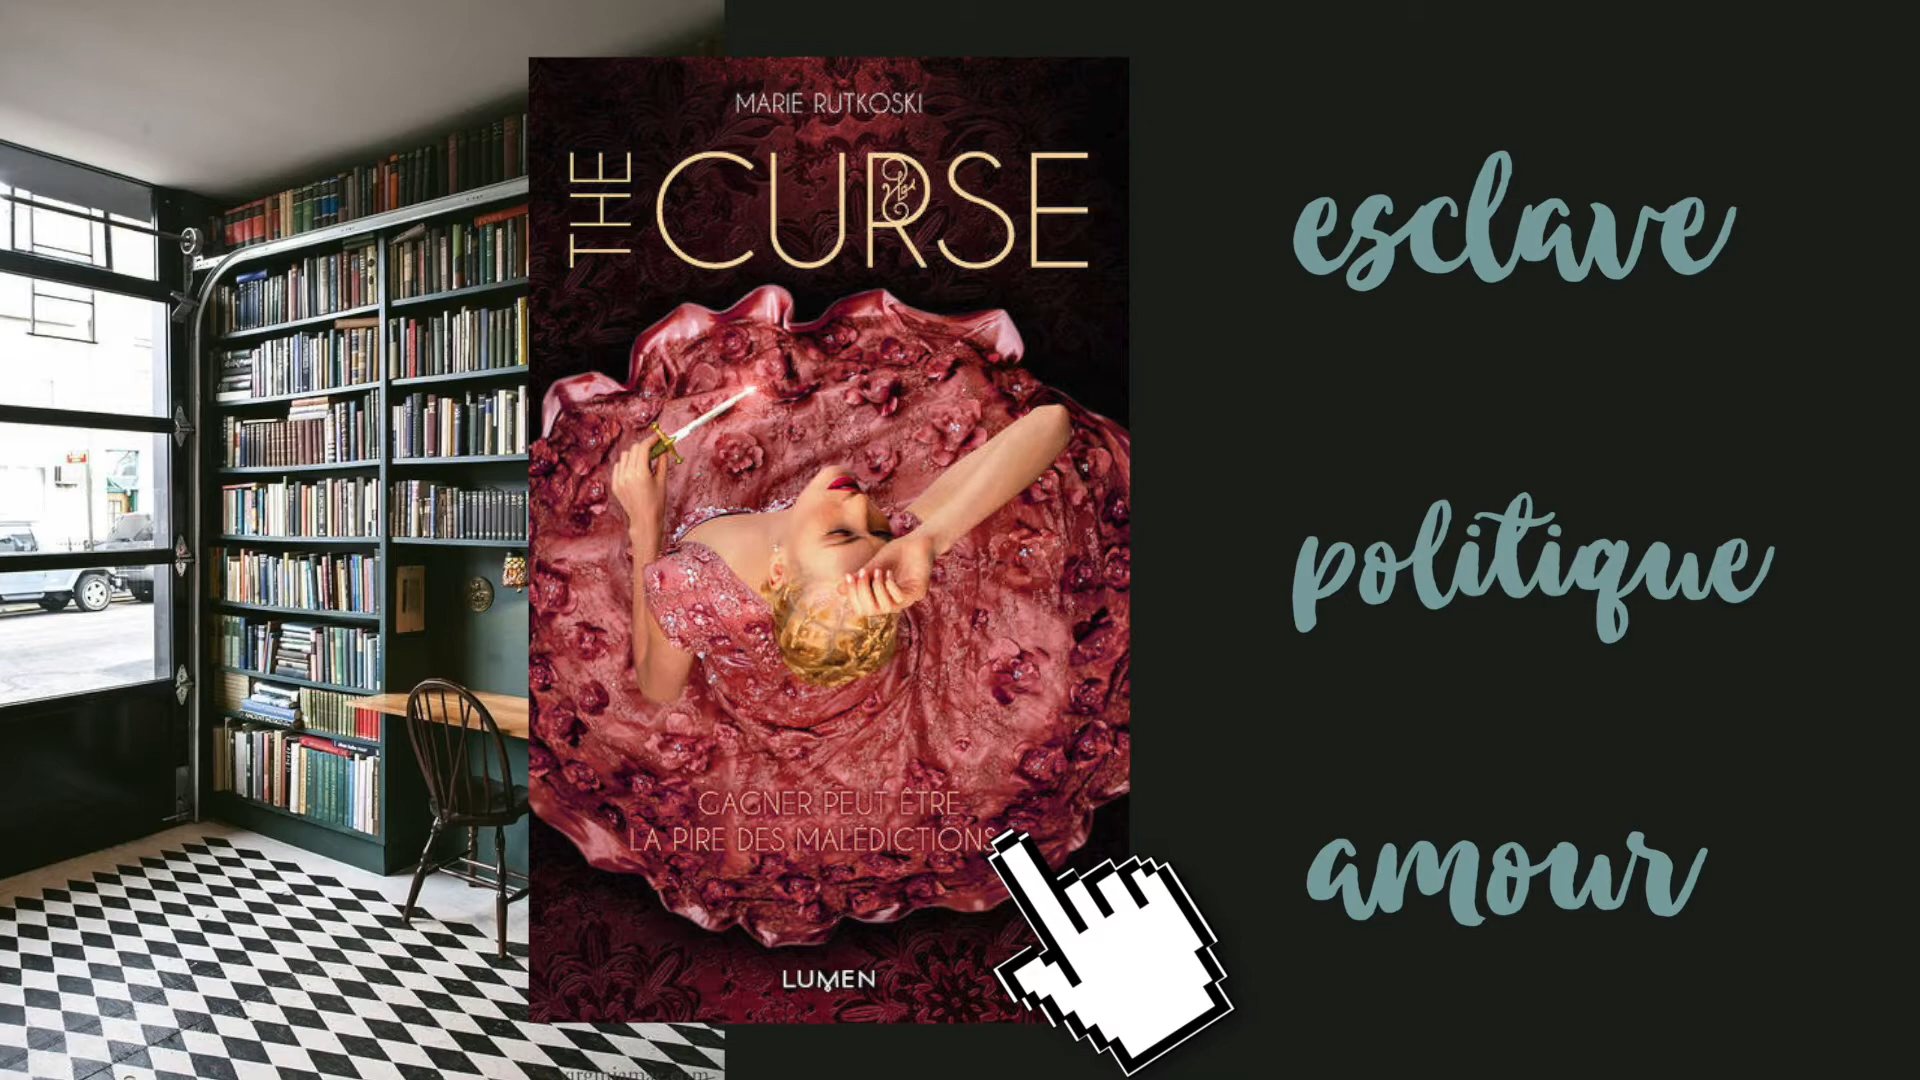 MARIE RUTKOSKI
THE CURSE
GAGNER PEUT ÊTRE
LA PIRE DES MALÉDICTIONS
LUMEN
esclave
politique
amour